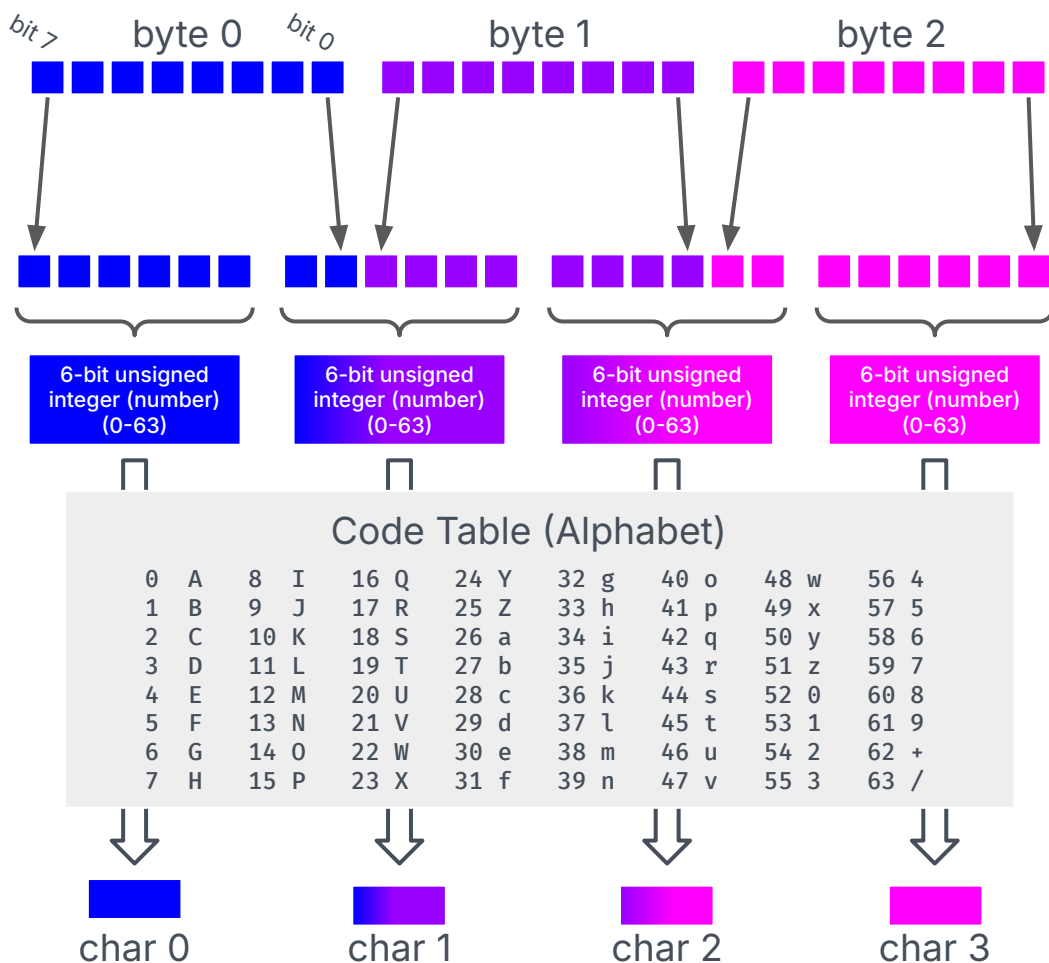 bit 7 byte 0 bit 0 byte 1 byte 2
6-bit unsigned
integer (number)
(0-63)
6-bit unsigned
integer (number)
(0-63)
6-bit unsigned
integer (number)
(0-63)
6-bit unsigned
integer (number)
(0-63)
Code Table (Alphabet)
0 A 8 I 16 Q 24 Y 32 g 40 o 48 w 56 4
1 B 9 J 17 R 25 Z 33 h 41 p 49 x 57 5
2 C 10 K 18 S 26 a 34 i 42 q 50 y 58 6
3 D 11 L 19 T 27 b 35 j 43 r 51 z 59 7
4 E 12 M 20 U 28 c 36 k 44 s 52 0 60 8
5 F 13 N 21 V 29 d 37 l 45 t 53 1 61 9
6 G 14 O 22 W 30 e 38 m 46 u 54 2 62 +
7 H 15 P 23 X 31 f 39 n 47 v 55 3 63 /
char 0 char 1 char 2 char 3